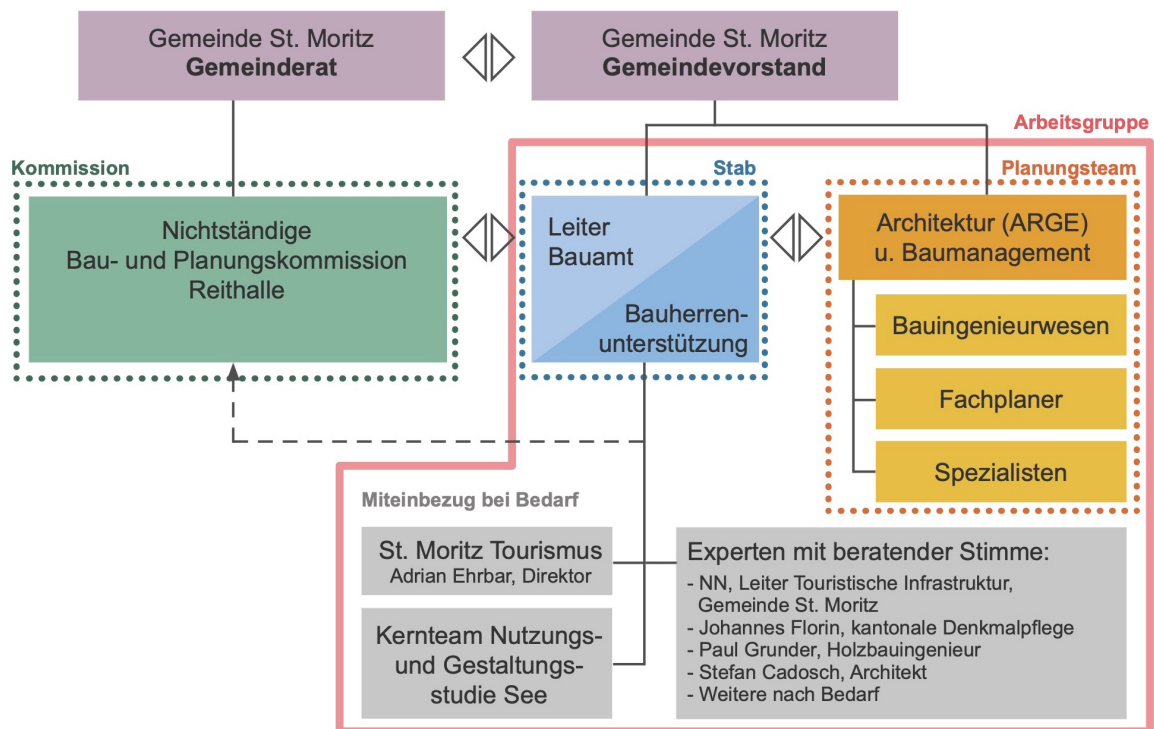 Gemeinde St. Moritz
Gemeinderat
Gemeinde St. Moritz
Gemeindevorstand
Arbeitsgruppe
Kommission
Stab
Planungsteam
Nichtständige
Bau- und Planungskommission
Reithalle
Leiter
Bauamt
Bauherren-
unterstützung
Architektur (ARGE)
u. Baumanagement
Bauingenieurwesen
Fachplaner
Spezialisten
Miteinbezug bei Bedarf
St. Moritz Tourismus
Adrian Ehrbar, Direktor
Kernteam Nutzungs-
und Gestaltungs-
studie See
Experten mit beratender Stimme:
- NN, Leiter Touristische Infrastruktur,
Gemeinde St. Moritz
- Johannes Florin, kantonale Denkmalpflege
- Paul Grunder, Holzbauingenieur
- Stefan Cadosch, Architekt
- Weitere nach Bedarf